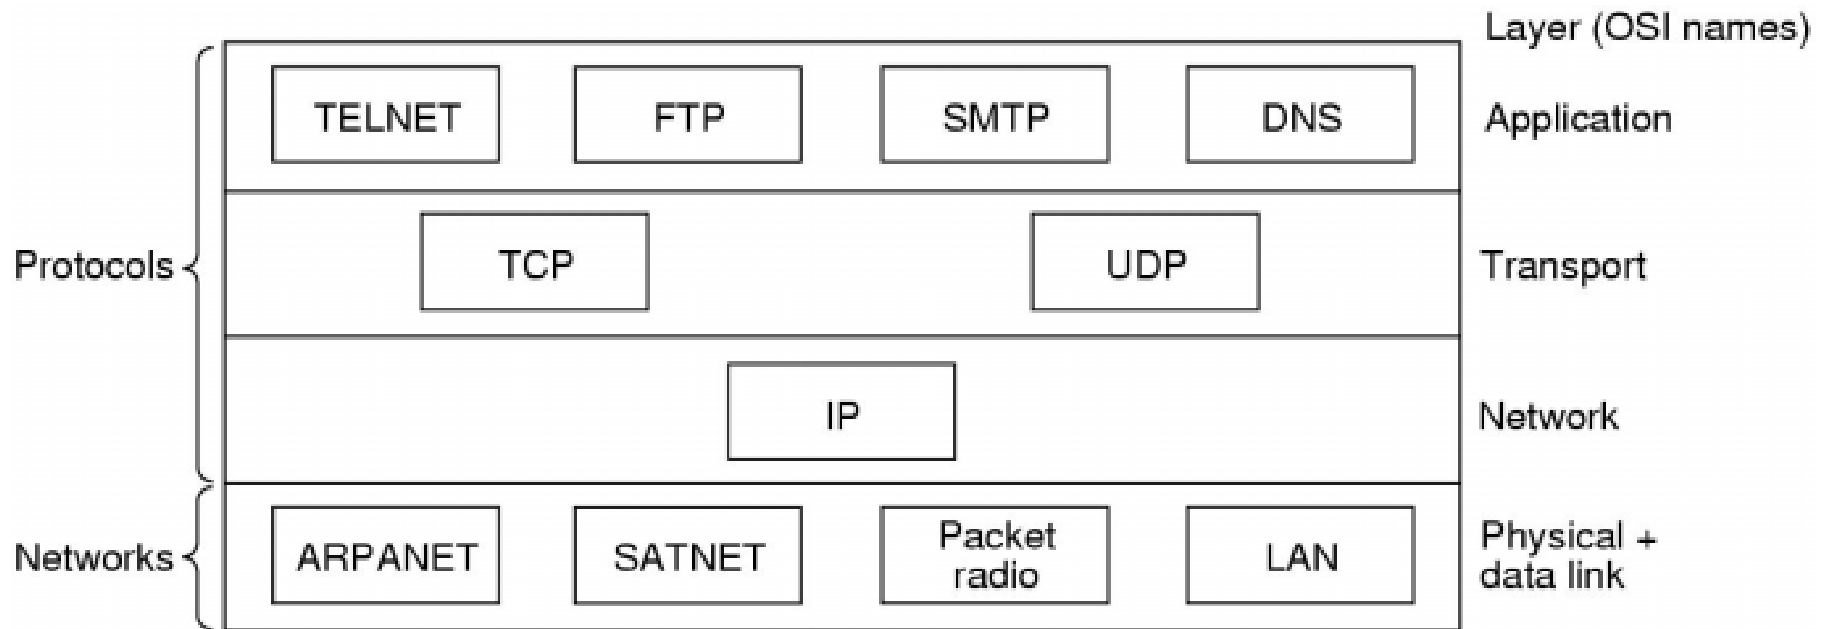 Layer (OSI names)
TELNET FTP SMTP DNS Application
Protocols TCP UDP Transport
IP Network
Networks ARPANET SATNET Packet radio LAN Physical + data link